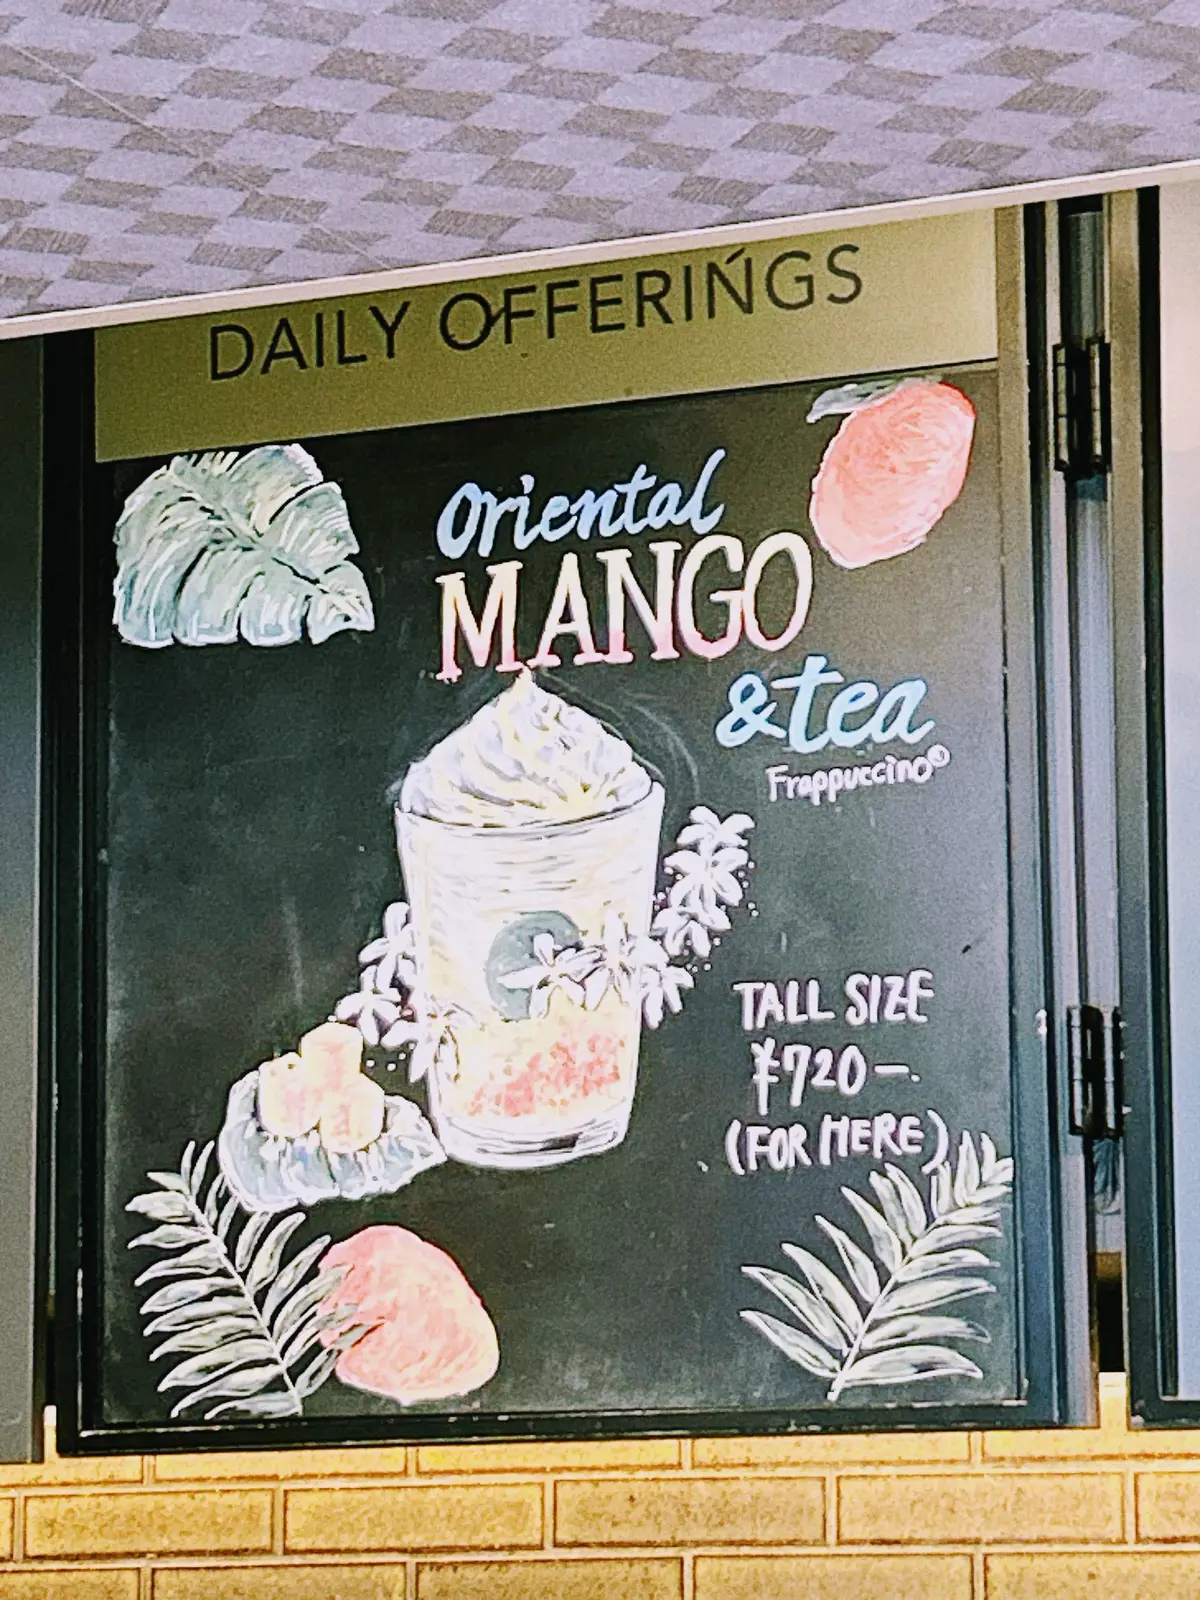 DAILY OFFERINGS
Oriental
MANGO
&tea
Frappuccino®
TALL SIZE
¥720−.
(FOR HERE)